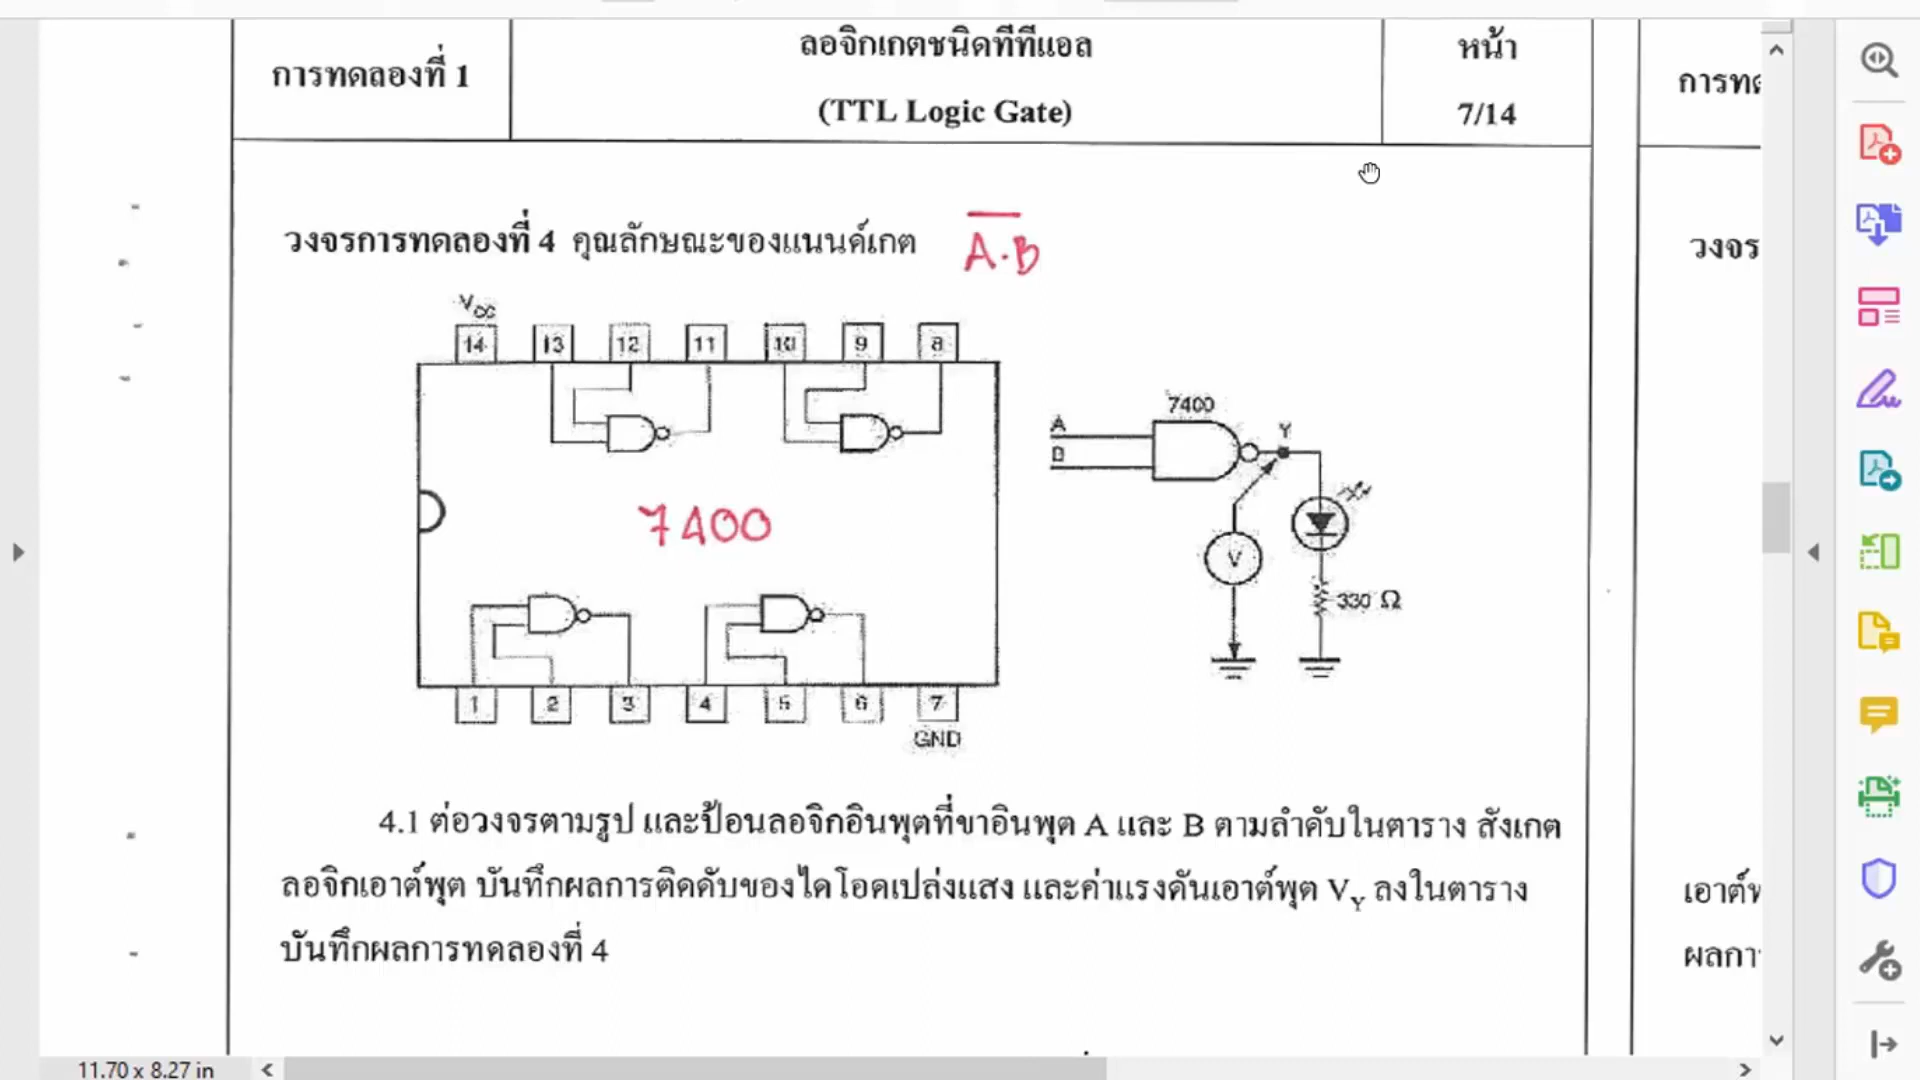 การทดลองที่ 1
ลอจิกเกตชนิดทีทีแอล
(TTL Logic Gate)
หน้า
7/14
วงจรการทดลองที่ 4 คุณลักษณะของแนนด์เกต
A·B
VCC
14 13 12 11 10 9 8
7400
1 2 3 4 5 6 7
GND
7400
A
B
Y
V
330 Ω
4.1 ต่อวงจรตามรูป และป้อนลอจิกอินพุตที่ขาอินพุต A และ B ตามลำดับในตาราง สังเกต
ลอจิกเอาต์พุต บันทึกผลการติดดับของไดโอดเปล่งแสง และค่าแรงดันเอาต์พุต VY ลงในตาราง
บันทึกผลการทดลองที่ 4
วงจร
ผลกา
11.70 x 8.27 in